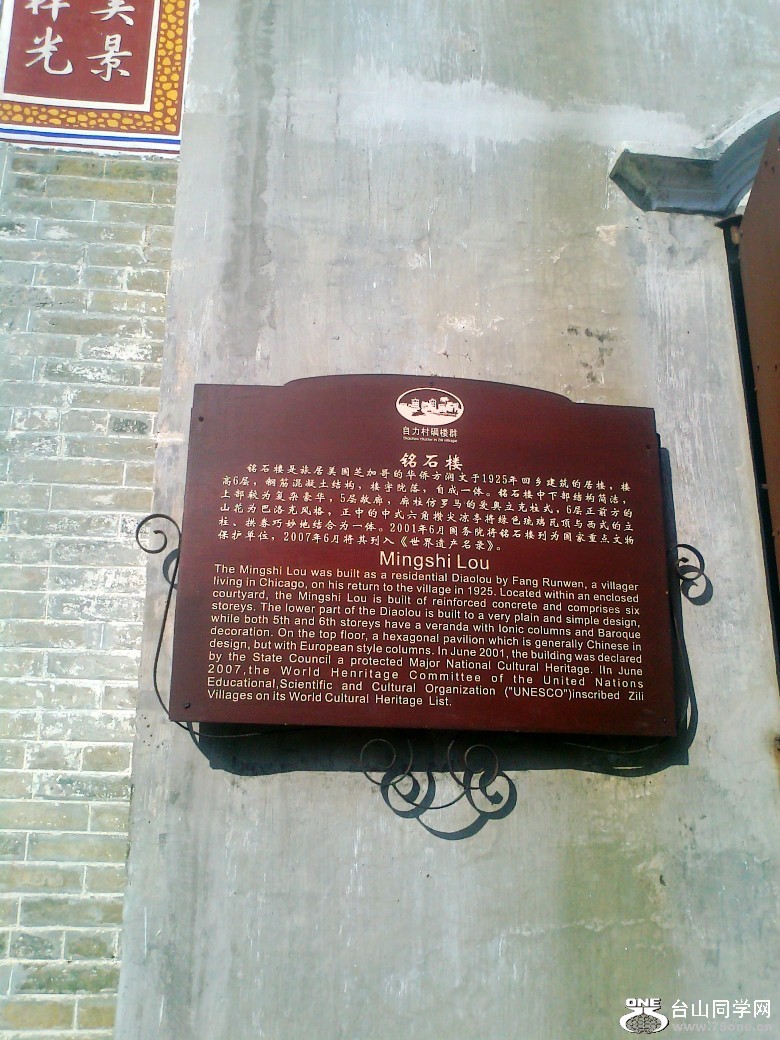 美景
祥光
自力村碉楼群
Diaolou Cluster in Zili Village
铭石楼
铭石楼是旅居美国芝加哥的华侨方润文于1925年回乡建筑的居楼，楼
高6层，钢筋混凝土结构，楼宇院落，自成一体。铭石楼中下部结构简洁，
上部较为复杂豪华，5层敞廊，廊柱仿罗马的爱奥立克柱式，6层正前方的
山花为巴洛克风格，正中的中式六角攒尖凉亭将绿色琉璃瓦顶与西式的立
柱、拱券巧妙地结合为一体。2001年6月国务院将铭石楼列为国家重点文物
保护单位，2007年6月将其列入《世界遗产名录》。
Mingshi Lou
The Mingshi Lou was built as a residential Diaolou by Fang Runwen, a villager
living in Chicago, on his return to the village in 1925. Located within an enclosed
courtyard, the Mingshi Lou is built of reinforced concrete and comprises six
storeys. The lower part of the Diaolou is built to a very plain and simple design,
while both 5th and 6th storeys have a veranda with Ionic columns and Baroque
decoration. On the top floor, a hexagonal pavilion which is generally Chinese in
design, but with European style columns. In June 2001, the building was declared
by the State Council a protected Major National Cultural Heritage. IIn June
2007,the World Henritage Committee of the United Nations
Educational,Scientific and Cultural Organization ("UNESCO")inscribed Zili
Villages on its World Cultural Heritage List.
ONE 台山同学网
www.75one.cn